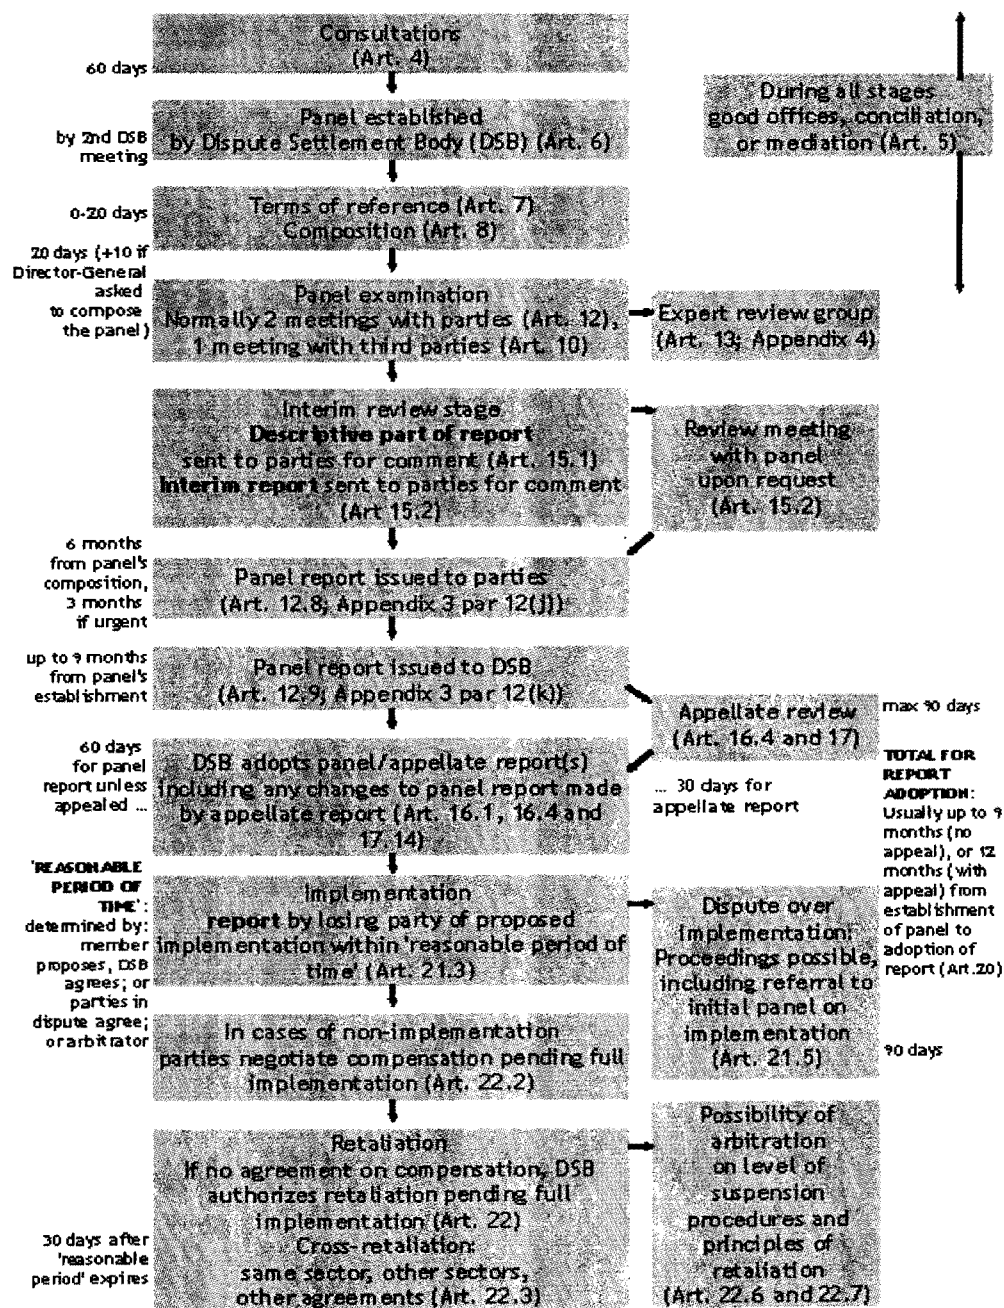 Consultations
(Art. 4)
60 days
During all stages
good offices, conciliation,
or mediation (Art. 5)
Panel established
by Dispute Settlement Body (DSB) (Art. 6)
by 2nd DSB
meeting
0-20 days
Terms of reference (Art. 7)
Composition (Art. 8)
20 days (+10 if
Director-General
asked
to compose
the panel)
Panel examination
Normally 2 meetings with parties (Art. 12),
1 meeting with third parties (Art. 10)
Expert review group
(Art. 13; Appendix 4)
Interim review stage
Descriptive part of report
sent to parties for comment (Art. 15.1)
Interim report sent to parties for comment
(Art 15.2)
Review meeting
with panel
upon request
(Art. 15.2)
6 months
from panel's
composition,
3 months
if urgent
Panel report issued to parties
(Art. 12.8; Appendix 3 par 12(j))
up to 9 months
from panel's
establishment
Panel report issued to DSB
(Art. 12.9; Appendix 3 par 12(k))
Appellate review
(Art. 16.4 and 17)
max 90 days
60 days
for panel
report unless
appealed ...
DSB adopts panel/appellate report(s)
including any changes to panel report made
by appellate report (Art. 16.1, 16.4 and
17.14)
... 30 days for
appellate report
TOTAL FOR
REPORT
ADOPTION:
Usually up to 9
months (no
appeal), or 12
months (with
appeal) from
establishment
of panel to
adoption of
report (Art.20)
'REASONABLE
PERIOD OF
TIME':
determined by:
member
proposes, DSB
agrees; or
parties in
dispute agree;
or arbitrator
Implementation
report by losing party of proposed
implementation within 'reasonable period of
time' (Art. 21.3)
Dispute over
implementation:
Proceedings possible,
including referral to
initial panel on
implementation
(Art. 21.5)
90 days
In cases of non-implementation
parties negotiate compensation pending full
implementation (Art. 22.2)
Retaliation
If no agreement on compensation, DSB
authorizes retaliation pending full
implementation (Art. 22)
Cross-retaliation:
same sector, other sectors,
other agreements (Art. 22.3)
30 days after
'reasonable
period' expires
Possibility of
arbitration
on level of
suspension
procedures and
principles of
retaliation
(Art. 22.6 and 22.7)